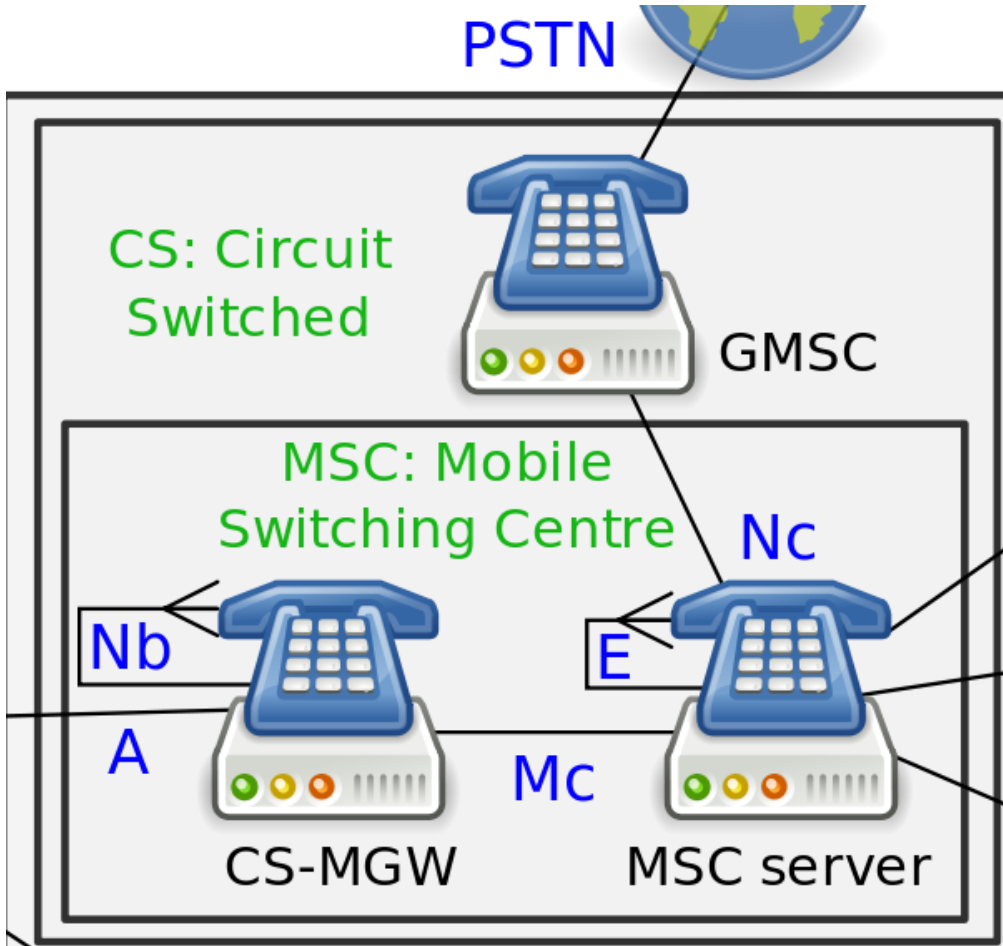 PSTN
CS: Circuit
Switched
GMSC
MSC: Mobile
Switching Centre
Nc
Nb
E
A
Mc
CS-MGW
MSC server